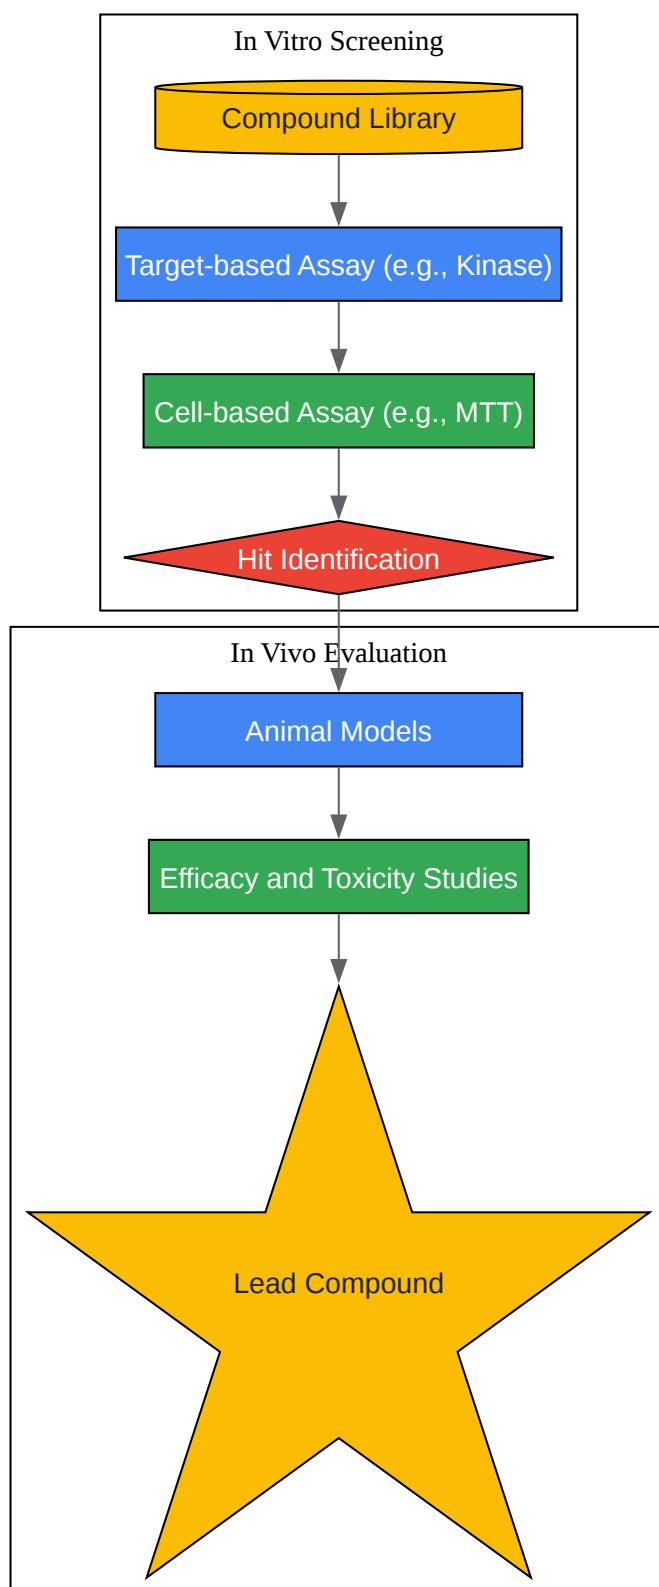 In Vitro Screening
Compound Library
Target-based Assay (e.g., Kinase)
Cell-based Assay (e.g., MTT)
Hit Identification
In Vivo Evaluation
Animal Models
Efficacy and Toxicity Studies
Lead Compound